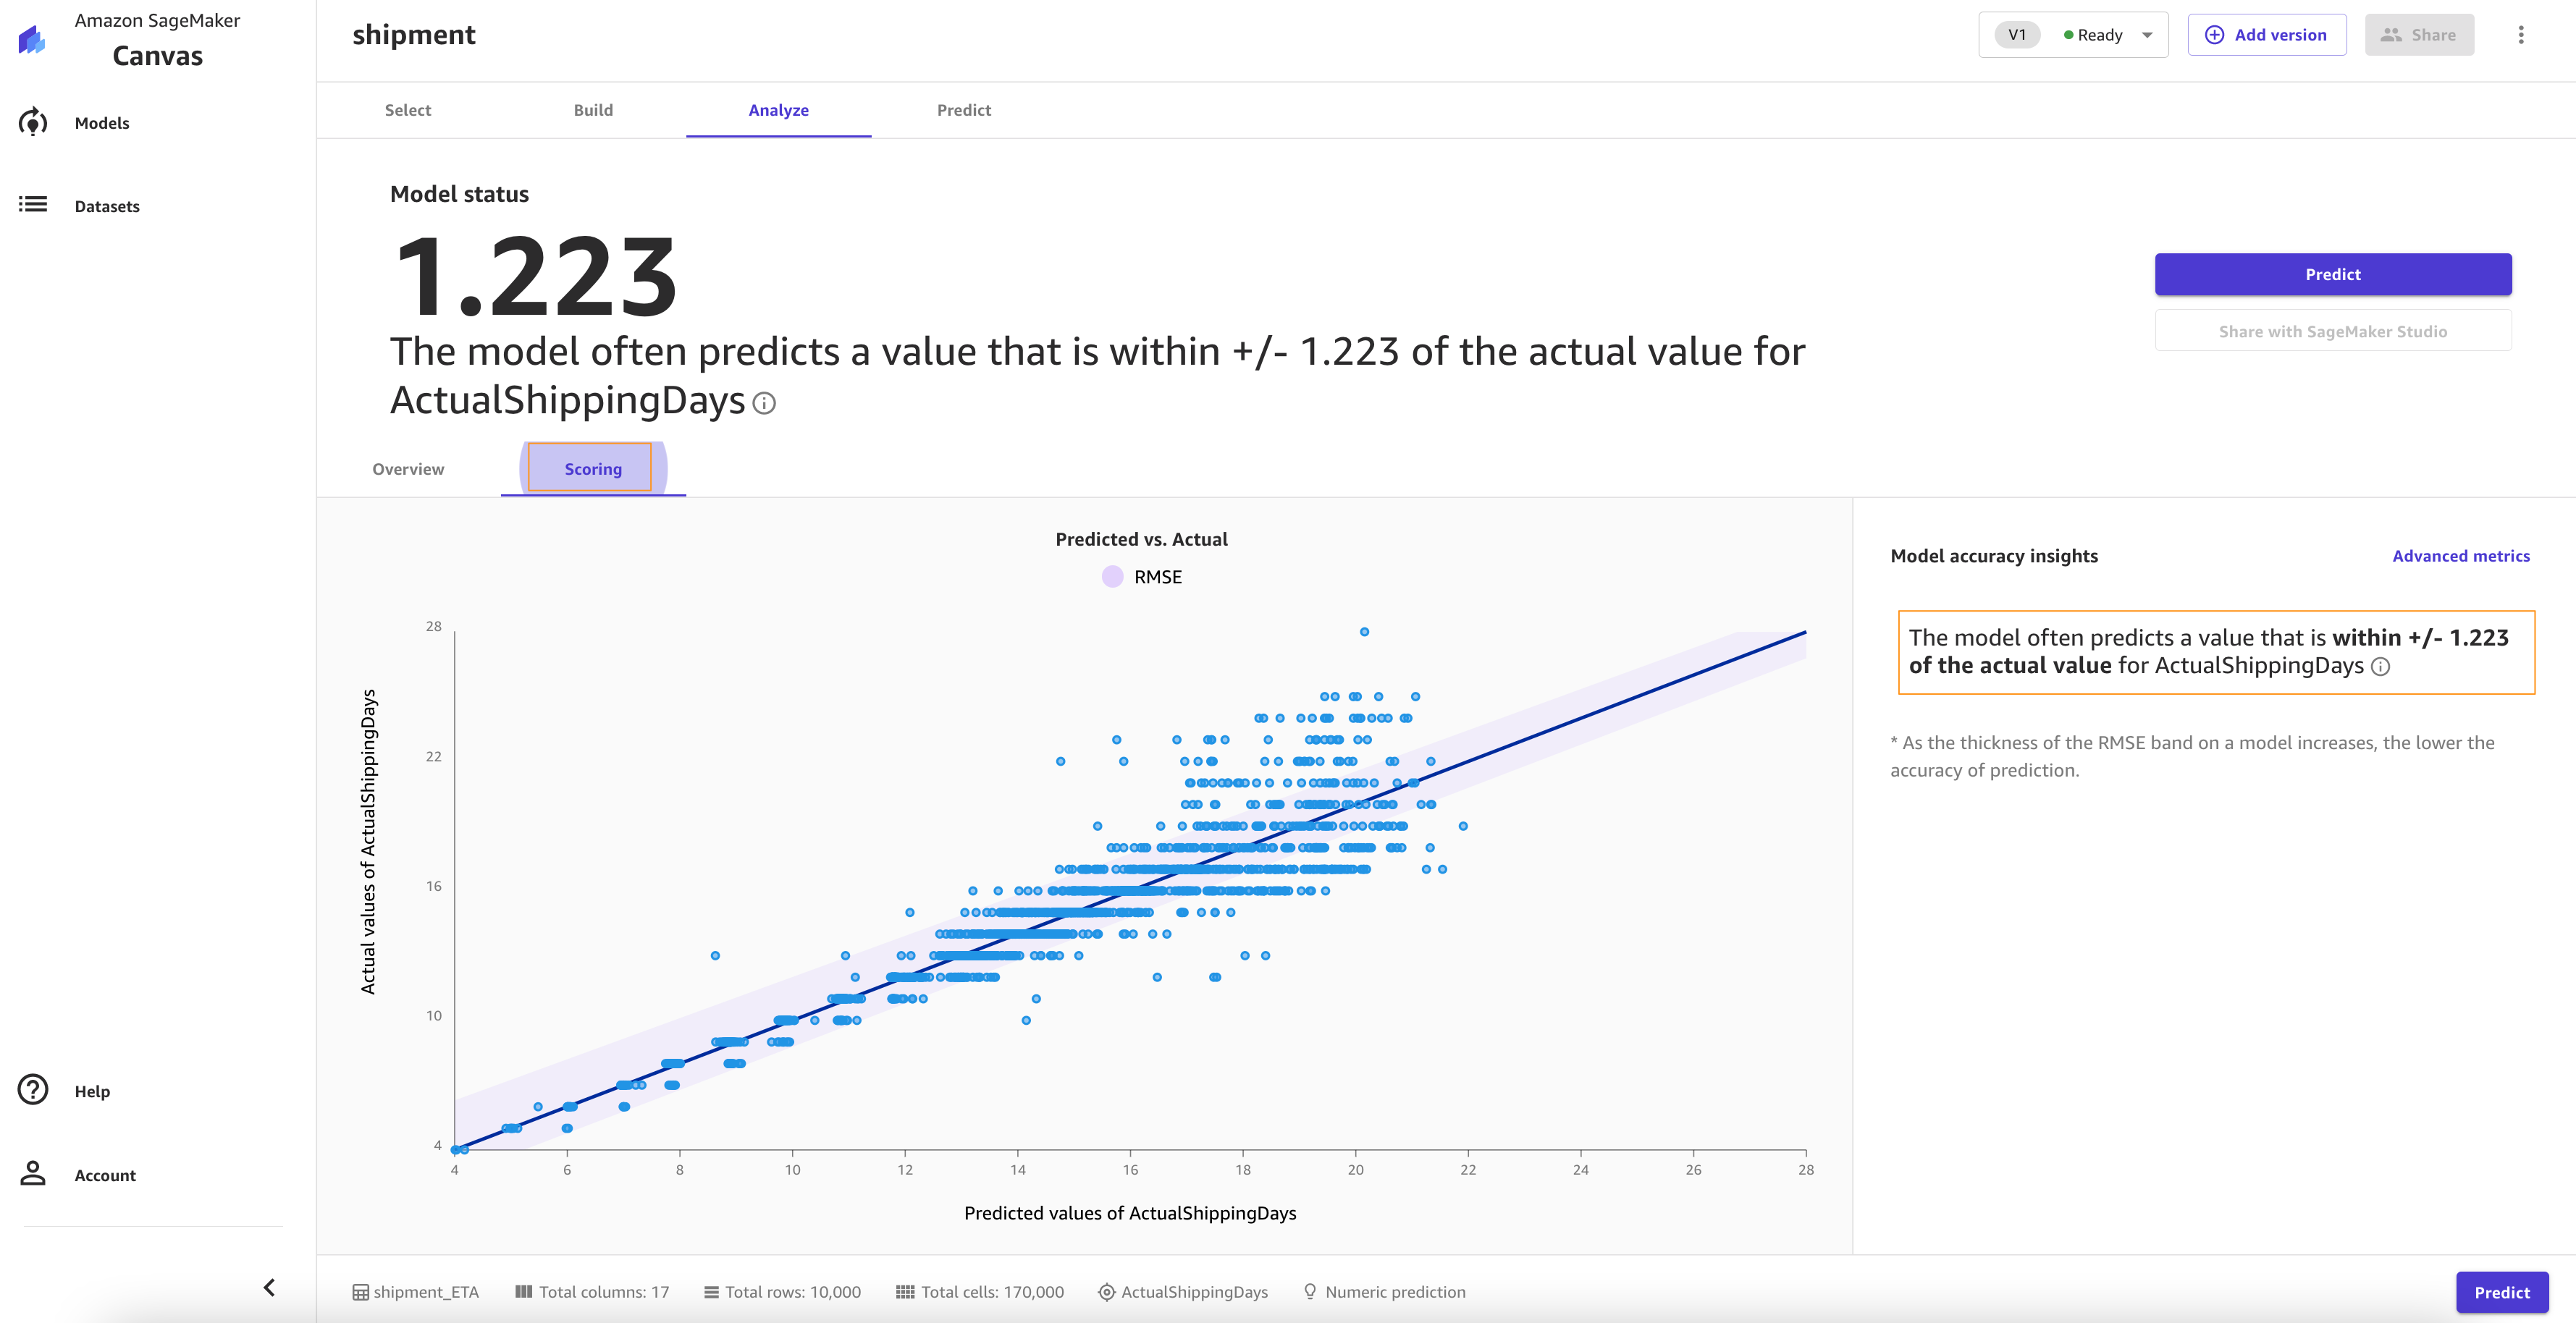 Amazon SageMaker
Canvas
Models
Datasets
Help
Account
shipment
V1
Ready
Add version
Share
Select
Build
Analyze
Predict
Model status
1.223
The model often predicts a value that is within +/- 1.223 of the actual value for
ActualShippingDays
Predict
Share with SageMaker Studio
Overview
Scoring
Predicted vs. Actual
RMSE
Actual values of ActualShippingDays
28
22
16
10
4
4 6 8 10 12 14 16 18 20 22 24 26 28
Predicted values of ActualShippingDays
Model accuracy insights
Advanced metrics
The model often predicts a value that is within +/- 1.223
of the actual value for ActualShippingDays
* As the thickness of the RMSE band on a model increases, the lower the
accuracy of prediction.
shipment_ETA
Total columns: 17
Total rows: 10,000
Total cells: 170,000
ActualShippingDays
Numeric prediction
Predict